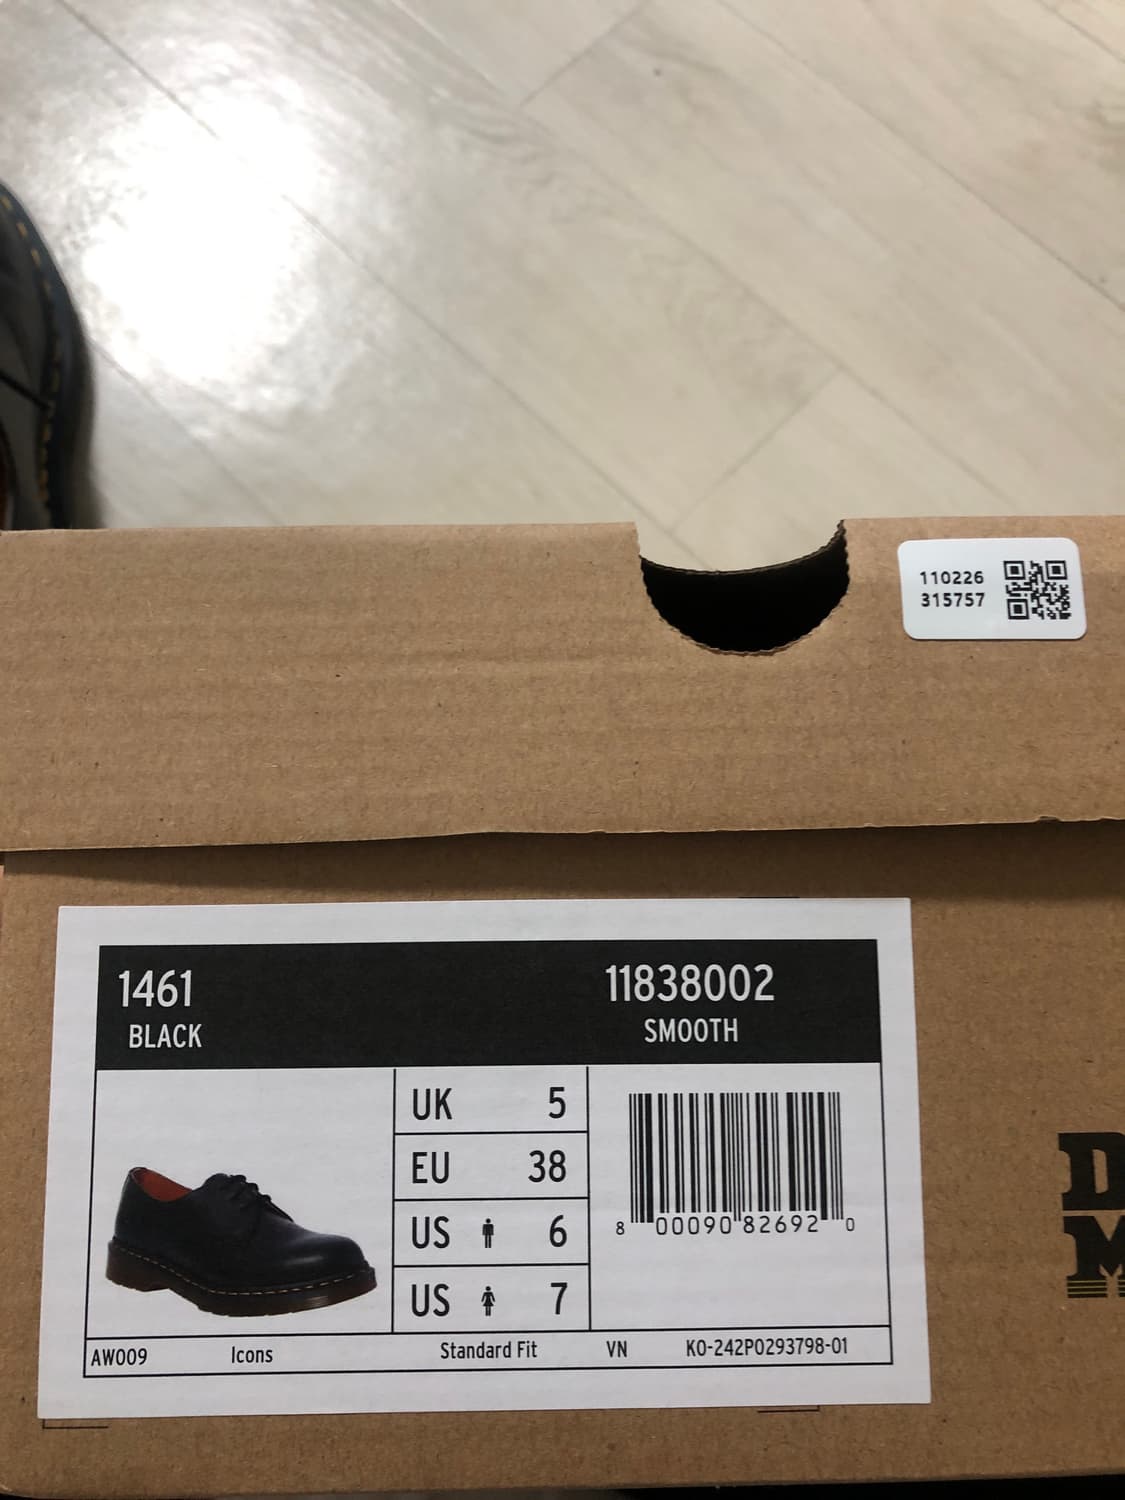 110226
315757
1461
BLACK
11838002
SMOOTH
UK 5
EU 38
US 6
US 7
8 00090 82692 0
AW009 Icons Standard Fit VN KO-242P0293798-01
D
M